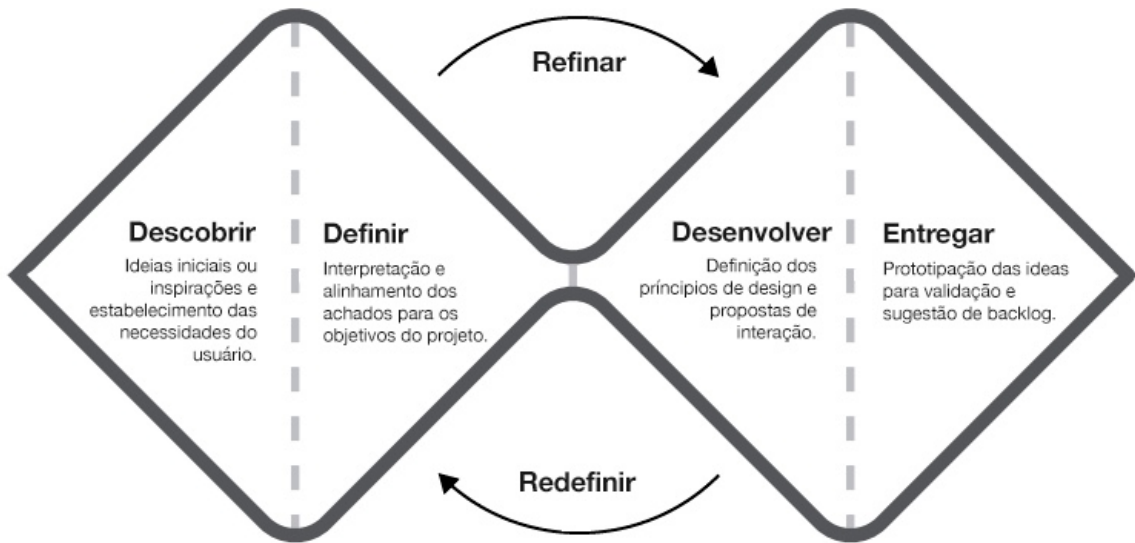 Refinar
Descobrir
Ideias iniciais ou
inspirações e
estabelecimento das
necessidades do
usuário.
Definir
Interpretação e
alinhamento dos
achados para os
objetivos do projeto.
Desenvolver
Definição dos
príncipios de design e
propostas de
interação.
Entregar
Prototipação das ideias
para validação e
sugestão de backlog.
Redefinir